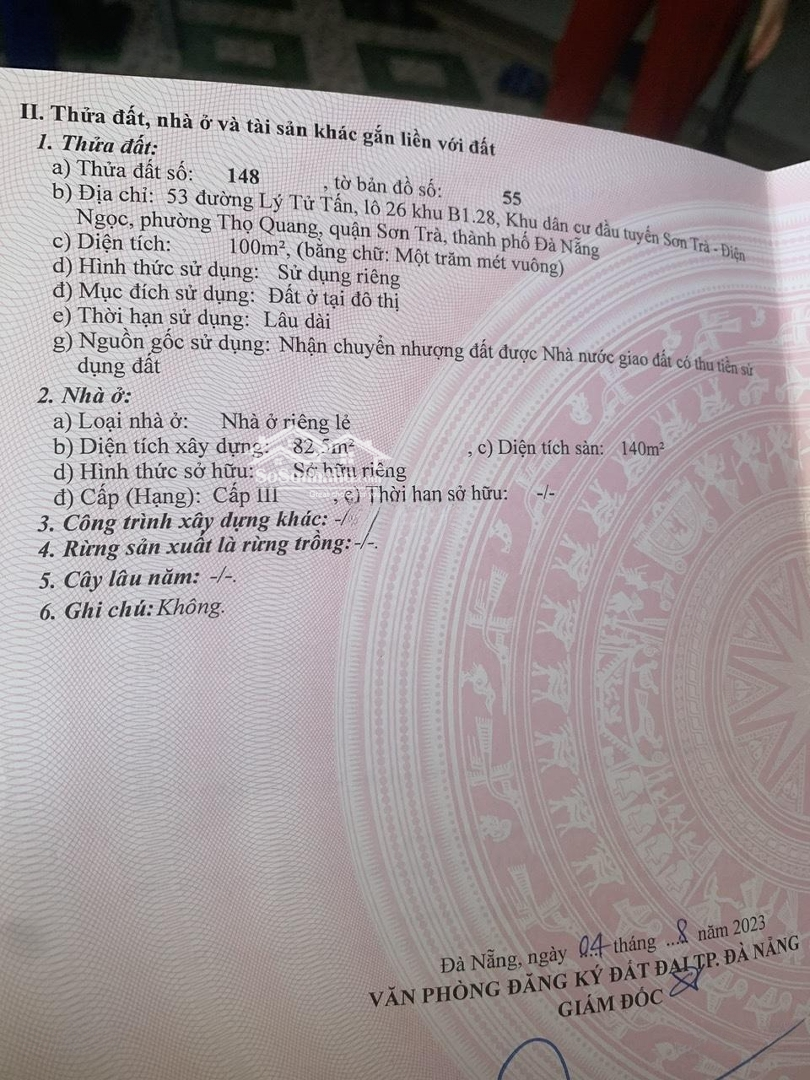 II. Thửa đất, nhà ở và tài sản khác gắn liền với đất
1. Thửa đất:
a) Thửa đất số: 148 , tờ bản đồ số: 55
b) Địa chỉ: 53 đường Lý Tử Tấn, lô 26 khu B1.28, Khu dân cư đầu tuyến Sơn Trà - Điện
Ngọc, phường Thọ Quang, quận Sơn Trà, thành phố Đà Nẵng
c) Diện tích: 100m², (bằng chữ: Một trăm mét vuông)
d) Hình thức sử dụng: Sử dụng riêng
đ) Mục đích sử dụng: Đất ở tại đô thị
e) Thời hạn sử dụng: Lâu dài
g) Nguồn gốc sử dụng: Nhận chuyển nhượng đất được Nhà nước giao đất có thu tiền sử
dụng đất
2. Nhà ở:
a) Loại nhà ở: Nhà ở riêng lẻ
b) Diện tích xây dựng: 82,5m² , c) Diện tích sàn: 140m²
d) Hình thức sở hữu: Sở hữu riêng
đ) Cấp (Hạng): Cấp III , e) Thời hạn sở hữu: -/-
3. Công trình xây dựng khác: -/-
4. Rừng sản xuất là rừng trồng: -/-.
5. Cây lâu năm: -/-.
6. Ghi chú: Không.
Đà Nẵng, ngày 04 tháng 8 năm 2023
VĂN PHÒNG ĐĂNG KÝ ĐẤT ĐAI TP. ĐÀ NẴNG
GIÁM ĐỐC